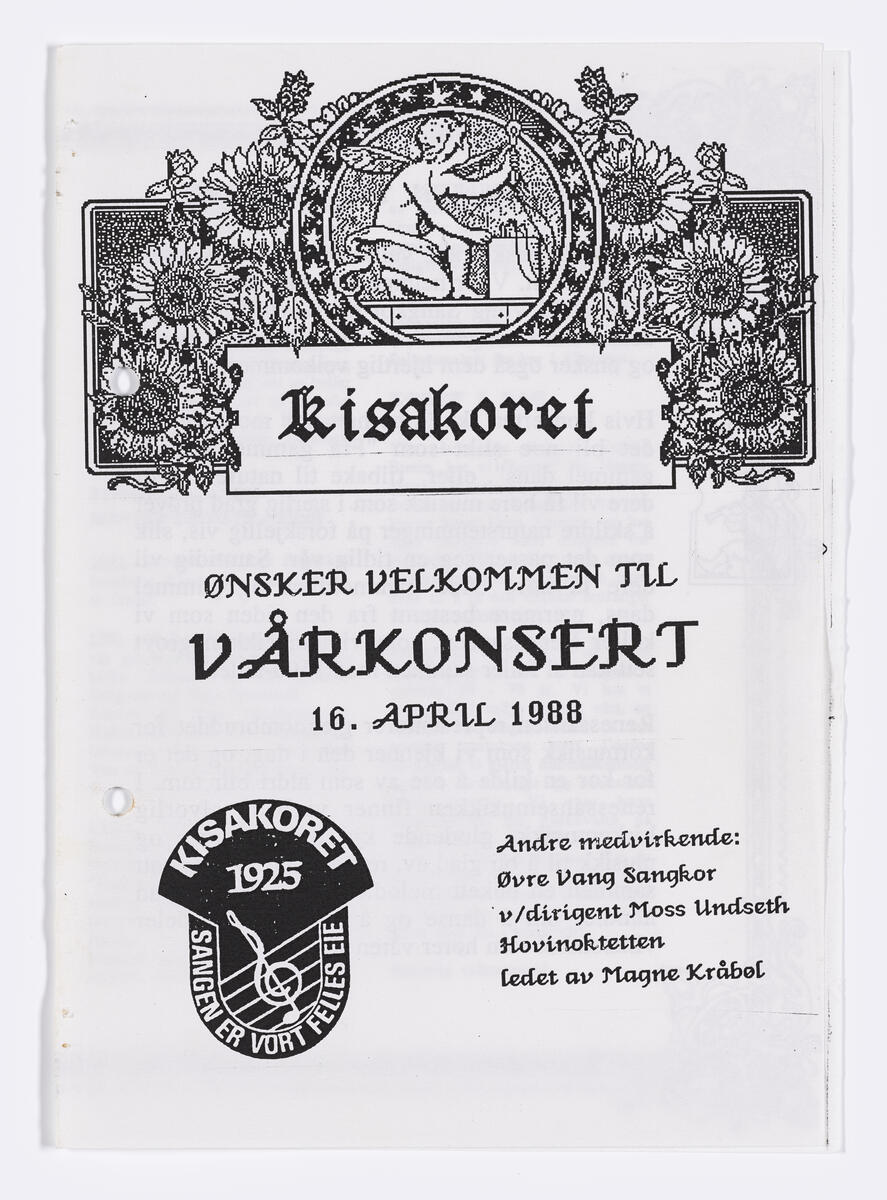 Kisakoret
ØNSKER VELKOMMEN TIL
VÅRKONSERT
16. APRIL 1988
KISAKORET
1925
SANGEN ER VORT FELLES EIE
Andre medvirkende:
Øvre Vang Sangkor
v/dirigent Moss Undseth
Hovinoktetten
ledet av Magne Kråbøl